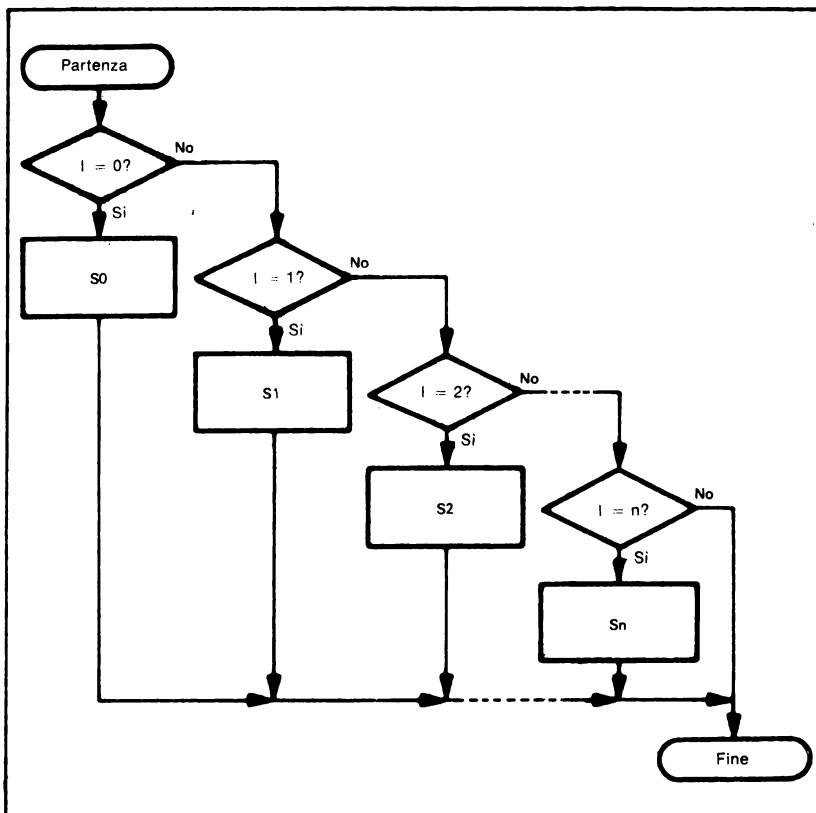 Partenza
I = 0?
No
Si
S0
I = 1?
No
Si
S1
I = 2?
No
Si
S2
I = n?
No
Si
Sn
Fine